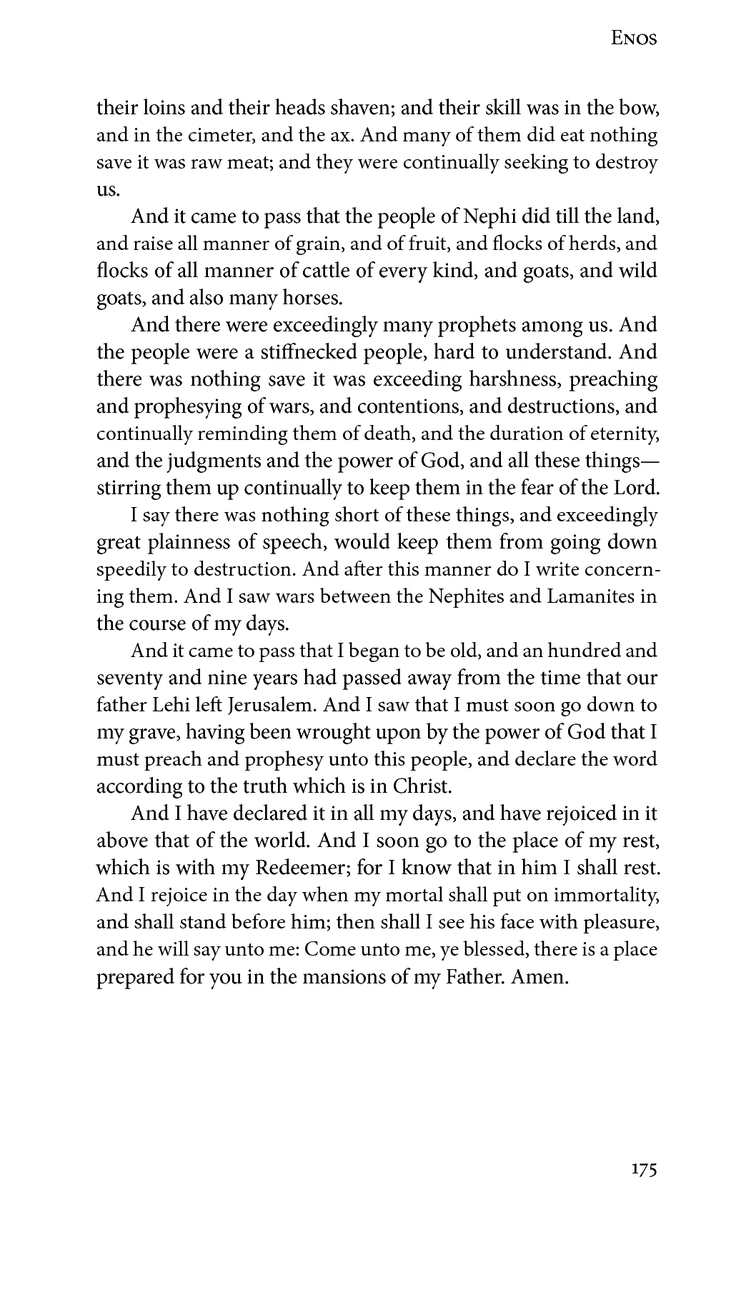 Enos
their loins and their heads shaven; and their skill was in the bow,
and in the cimeter, and the ax. And many of them did eat nothing
save it was raw meat; and they were continually seeking to destroy
us.
And it came to pass that the people of Nephi did till the land,
and raise all manner of grain, and of fruit, and flocks of herds, and
flocks of all manner of cattle of every kind, and goats, and wild
goats, and also many horses.
And there were exceedingly many prophets among us. And
the people were a stiffnecked people, hard to understand. And
there was nothing save it was exceeding harshness, preaching
and prophesying of wars, and contentions, and destructions, and
continually reminding them of death, and the duration of eternity,
and the judgments and the power of God, and all these things—
stirring them up continually to keep them in the fear of the Lord.
I say there was nothing short of these things, and exceedingly
great plainness of speech, would keep them from going down
speedily to destruction. And after this manner do I write concern-
ing them. And I saw wars between the Nephites and Lamanites in
the course of my days.
And it came to pass that I began to be old, and an hundred and
seventy and nine years had passed away from the time that our
father Lehi left Jerusalem. And I saw that I must soon go down to
my grave, having been wrought upon by the power of God that I
must preach and prophesy unto this people, and declare the word
according to the truth which is in Christ.
And I have declared it in all my days, and have rejoiced in it
above that of the world. And I soon go to the place of my rest,
which is with my Redeemer; for I know that in him I shall rest.
And I rejoice in the day when my mortal shall put on immortality,
and shall stand before him; then shall I see his face with pleasure,
and he will say unto me: Come unto me, ye blessed, there is a place
prepared for you in the mansions of my Father. Amen.
175